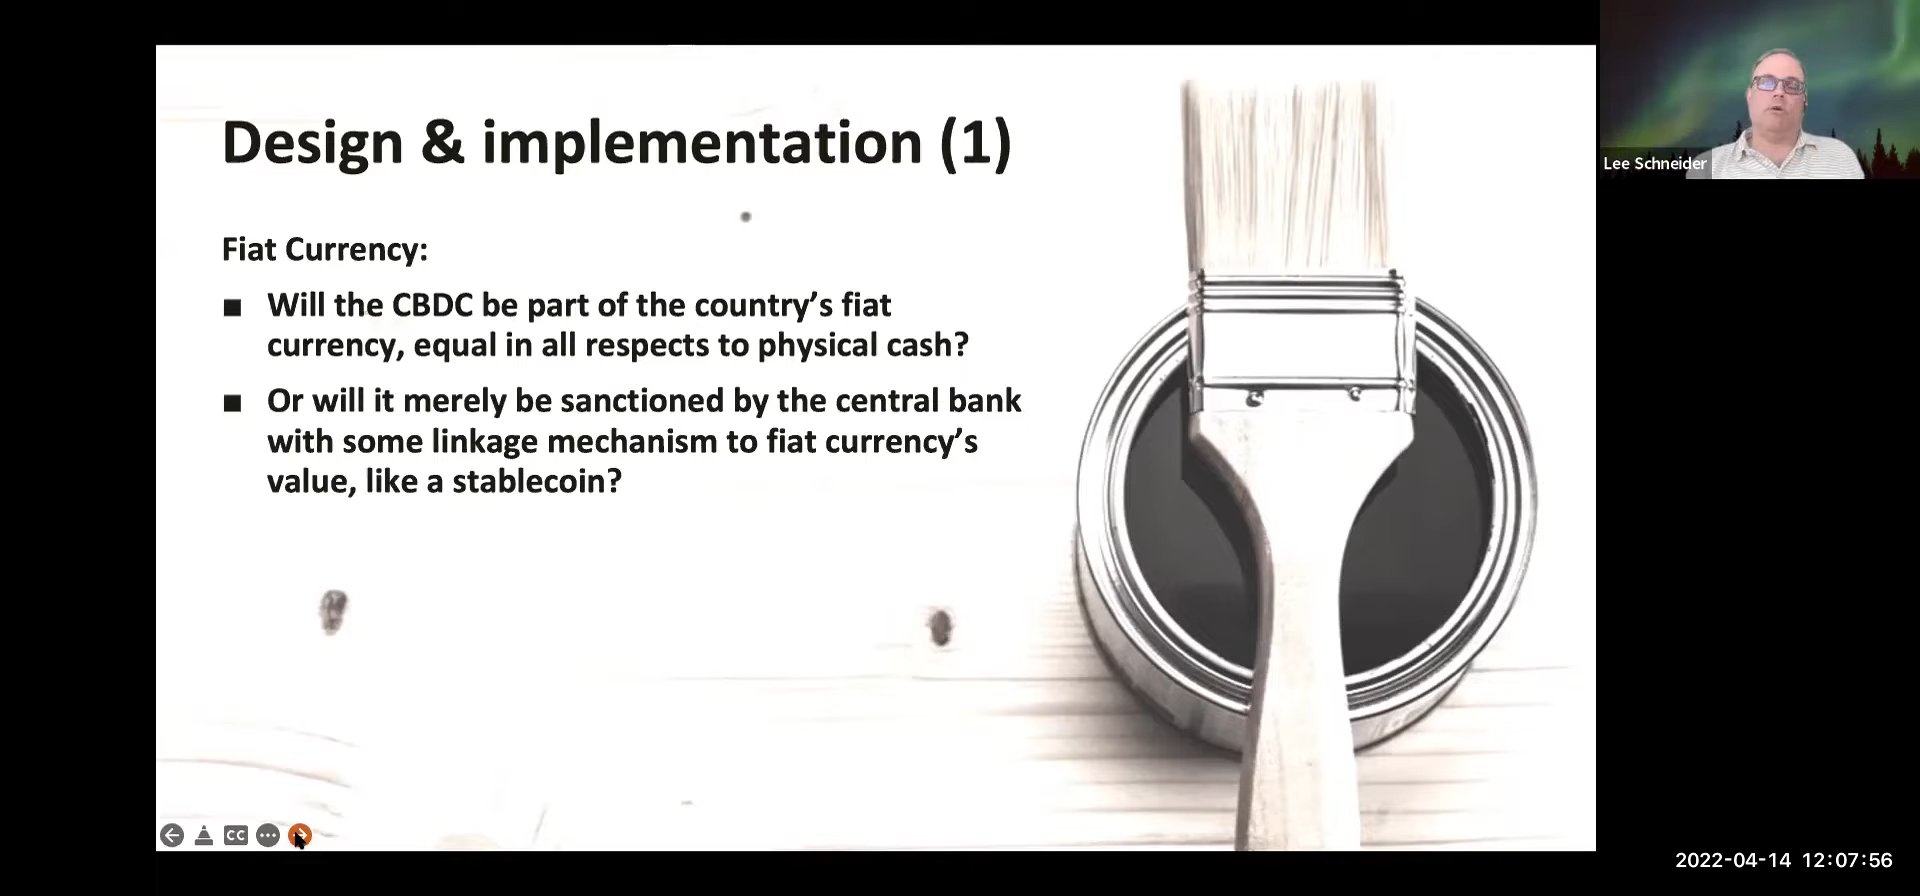 Design & implementation (1)
Fiat Currency:
■ Will the CBDC be part of the country’s fiat
currency, equal in all respects to physical cash?
■ Or will it merely be sanctioned by the central bank
with some linkage mechanism to fiat currency’s
value, like a stablecoin?
CC
Lee Schneider
2022-04-14 12:07:56